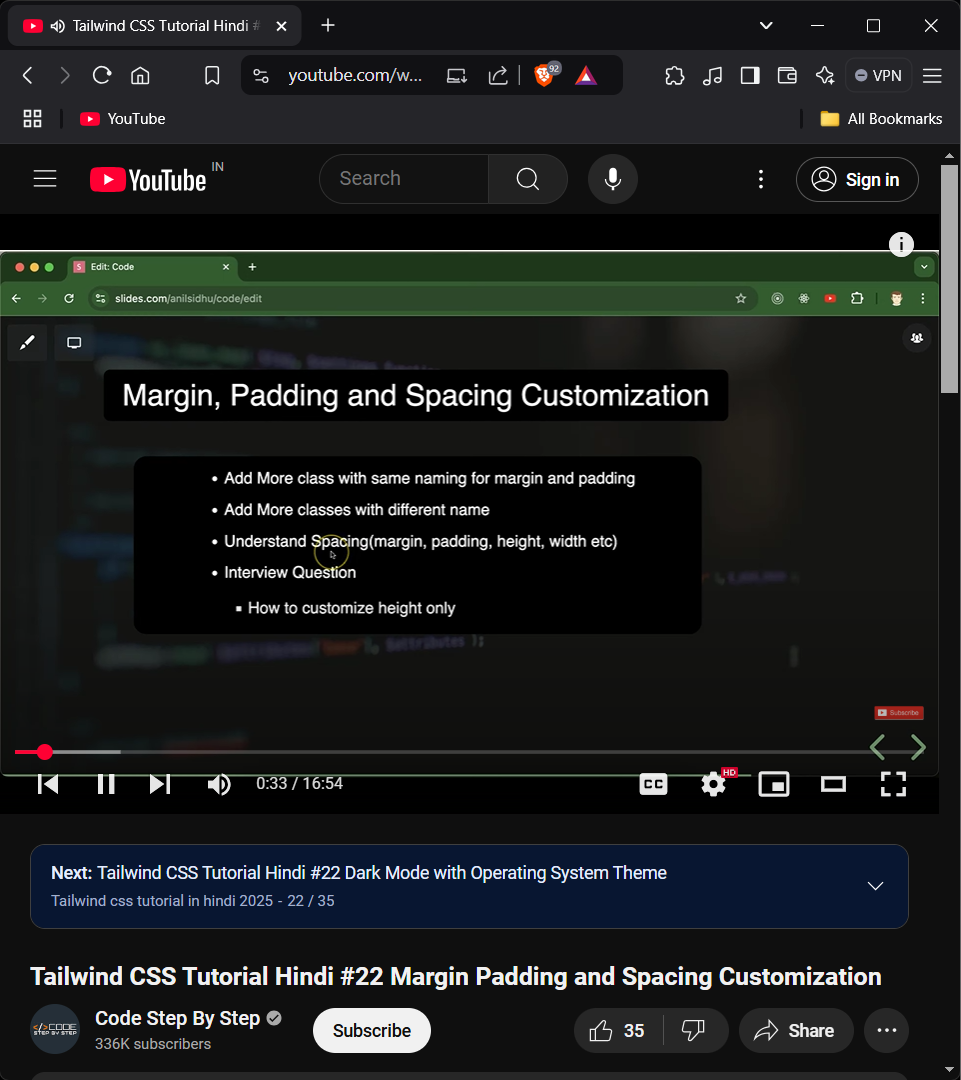 Tailwind CSS Tutorial Hindi #
youtube.com/w...
92
VPN
YouTube
All Bookmarks
YouTube IN
Search
Sign in
Edit: Code
slides.com/anilsidhu/code/edit
Margin, Padding and Spacing Customization
• Add More class with same naming for margin and padding
• Add More classes with different name
• Understand Spacing(margin, padding, height, width etc)
• Interview Question
▪ How to customize height only
Subscribe
0:33 / 16:54
CC
HD
Next: Tailwind CSS Tutorial Hindi #22 Dark Mode with Operating System Theme
Tailwind css tutorial in hindi 2025 - 22 / 35
Tailwind CSS Tutorial Hindi #22 Margin Padding and Spacing Customization
</>CODE
STEP BY STEP
Code Step By Step
336K subscribers
Subscribe
35
Share